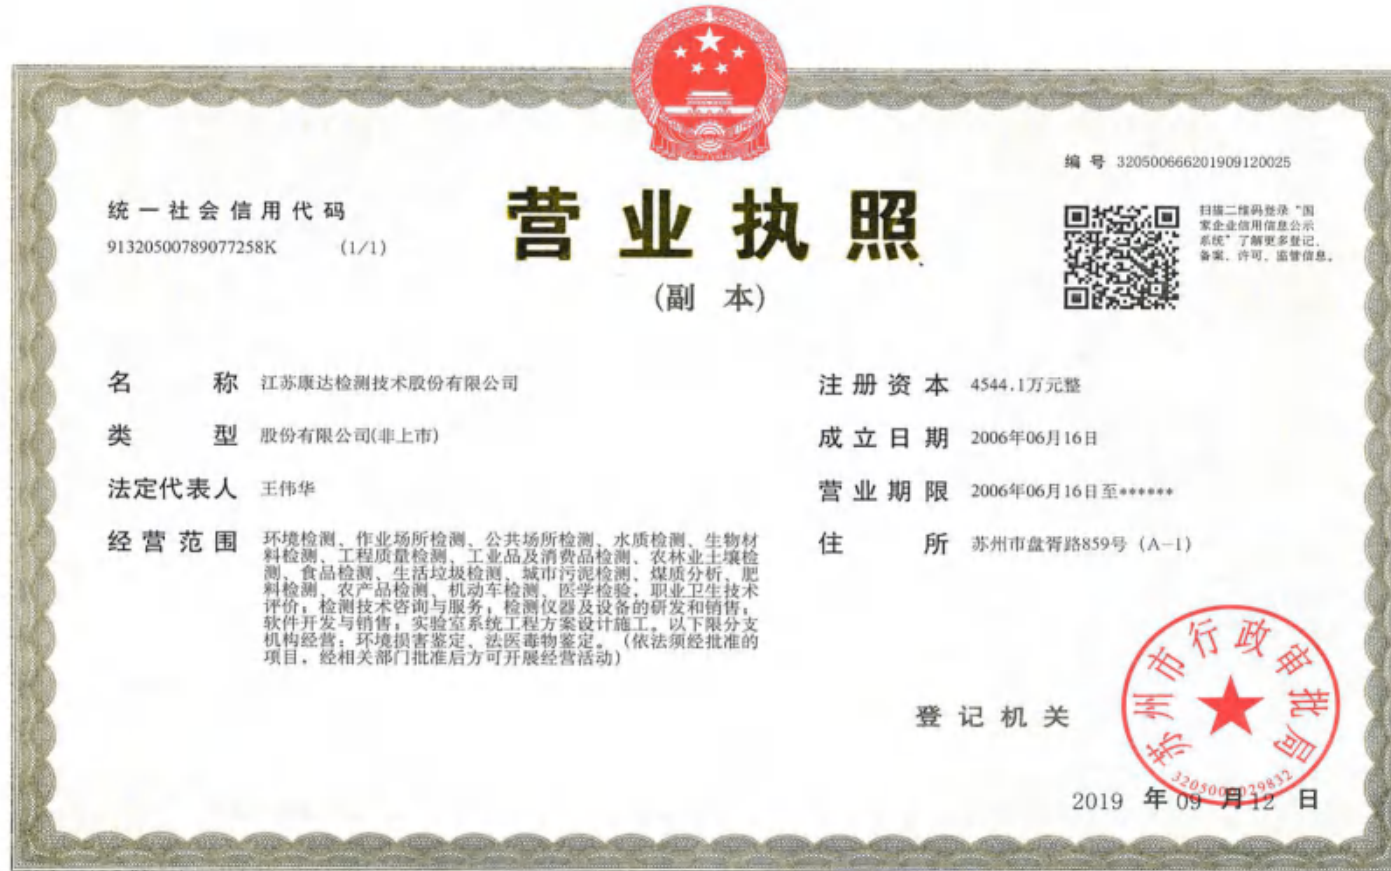 编号 320500666201909120025
统一社会信用代码
91320500789077258K (1/1)
营业执照
(副 本)
扫描二维码登录“国
家企业信用信息公示
系统”了解更多登记、
备案、许可、监管信息。
名称 江苏康达检测技术股份有限公司
类型 股份有限公司(非上市)
法定代表人 王伟华
经营范围 环境检测、作业场所检测、公共场所检测、水质检测、生物材
料检测、工程质量检测、工业品及消费品检测、农林业土壤检
测、食品检测、生活垃圾检测、城市污泥检测、煤质分析、肥
料检测、农产品检测、机动车检测、医学检验,职业卫生技术
评价;检测技术咨询与服务;检测仪器及设备的研发和销售;
软件开发与销售;实验室系统工程方案设计施工。以下限分支
机构经营:环境损害鉴定、法医毒物鉴定。(依法须经批准的
项目,经相关部门批准后方可开展经营活动)
注册资本 4544.1万元整
成立日期 2006年06月16日
营业期限 2006年06月16日至******
住所 苏州市盘胥路859号(A-1)
登记机关
苏州市行政审批局
3205000029832
2019 年 09 月 12 日